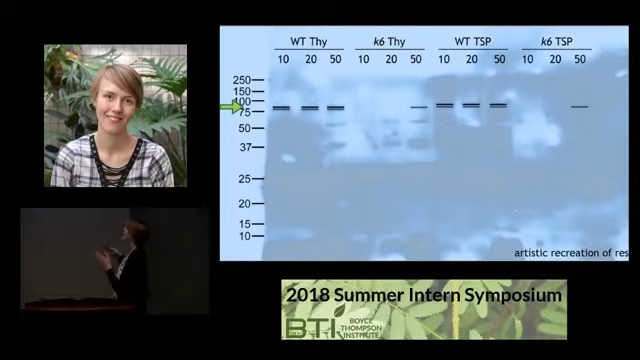 WT Thy k6 Thy WT TSP k6 TSP
10 20 50 10 20 50 10 20 50 10 20 50
250
150
100
75
50
37
25
20
15
10
artistic recreation of res
2018 Summer Intern Symposium
BTI BOYCE
THOMPSON
INSTITUTE